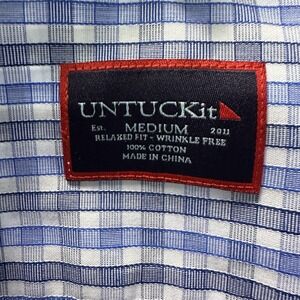 UNTUCKit
Est. MEDIUM 2011
RELAXED FIT - WRINKLE FREE
100% COTTON
MADE IN CHINA